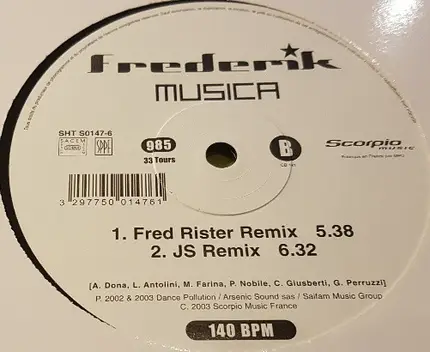 frederik
MUSICA
SHT S0147-6
SACEM
SPPF
985
33 Tours
B
Scorpio
music
3 297750 014761
1. Fred Rister Remix 5.38
2. JS Remix 6.32
[A. Dona, L. Antolini, M. Farina, P. Nobile, C. Giusberti, G. Perruzzi]
P. 2002 & 2003 Dance Pollution / Arsenic Sound sas / Saifam Music Group
C. 2003 Scorpio Music France
140 BPM